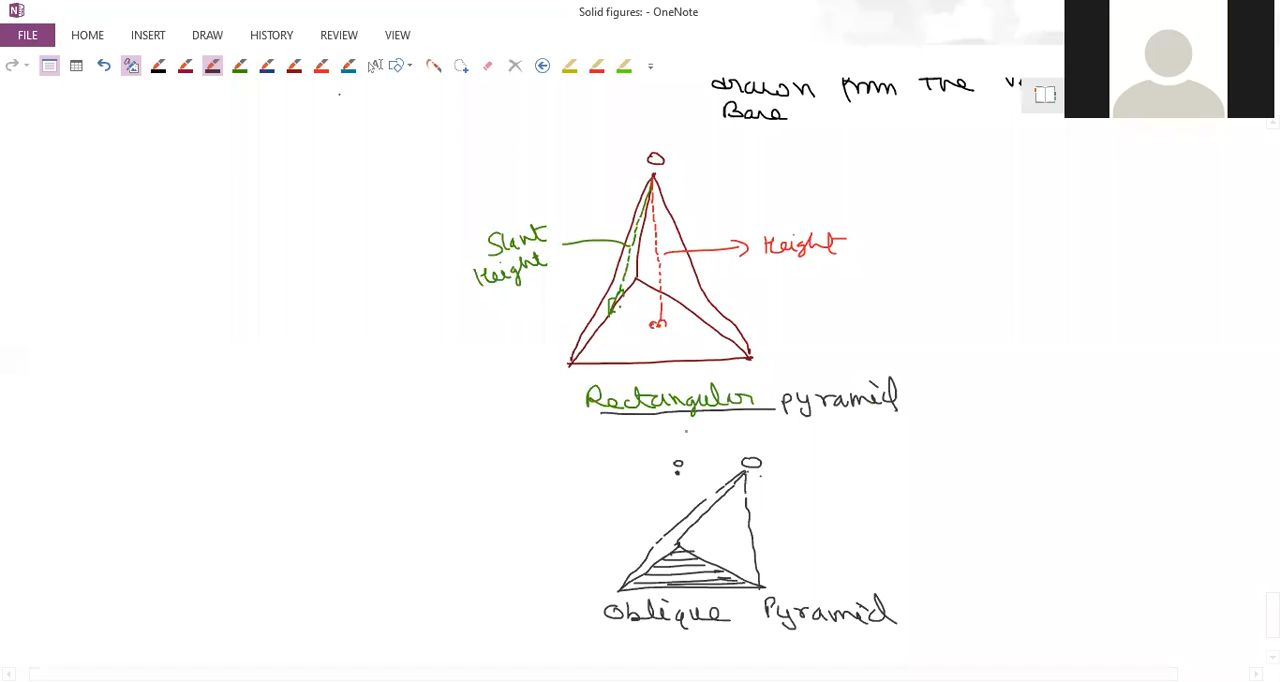 Solid figures: - OneNote
FILE HOME INSERT DRAW HISTORY REVIEW VIEW
drawn from the
Base
O
Slant
Height
Height
Rectangular pyramid
O
Oblique Pyramid